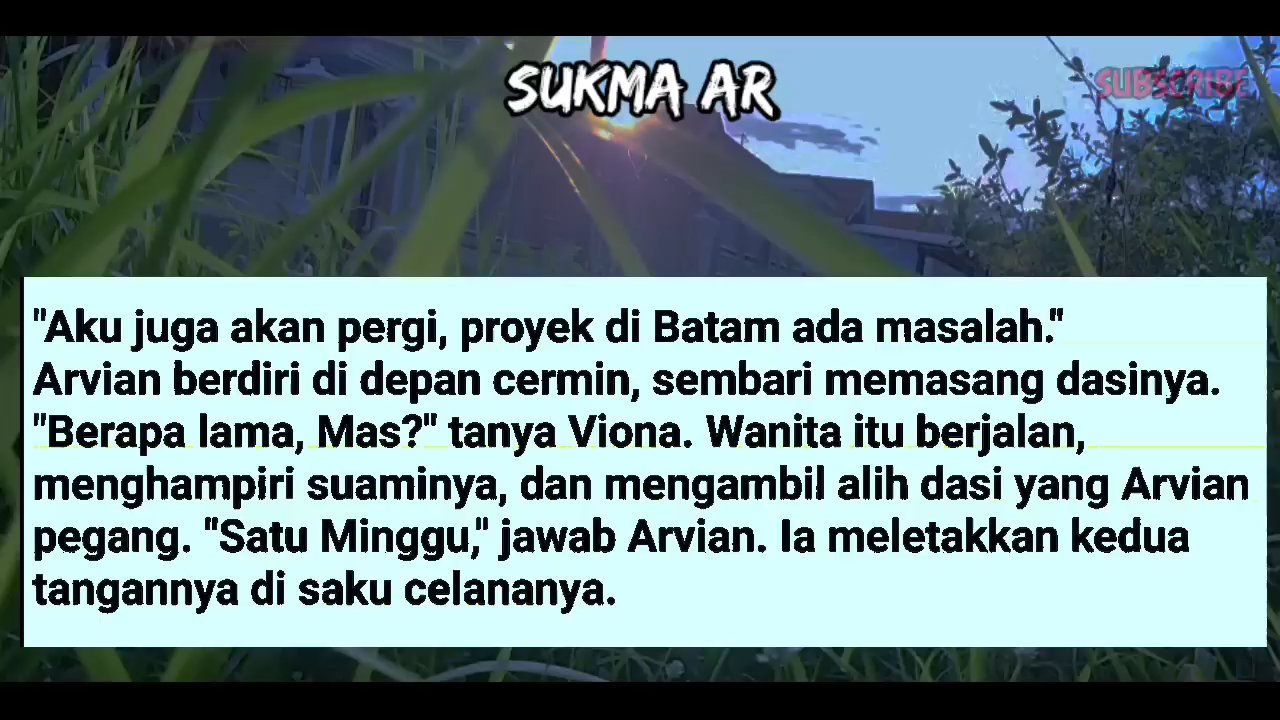 SUKMA AR
SUBSCRIBE
"Aku juga akan pergi, proyek di Batam ada masalah."
Arvian berdiri di depan cermin, sembari memasang dasinya.
"Berapa lama, Mas?" tanya Viona. Wanita itu berjalan,
menghampiri suaminya, dan mengambil alih dasi yang Arvian
pegang. "Satu Minggu," jawab Arvian. Ia meletakkan kedua
tangannya di saku celananya.